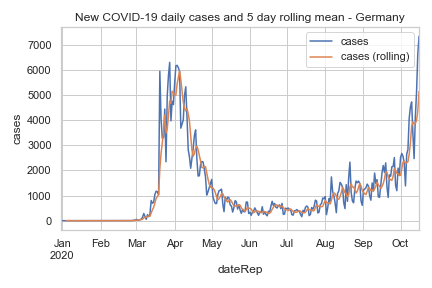 New COVID-19 daily cases and 5 day rolling mean - Germany
cases
cases (rolling)
7000
6000
5000
4000
3000
2000
1000
0
cases
Jan Feb Mar Apr May Jun Jul Aug Sep Oct
2020
dateRep